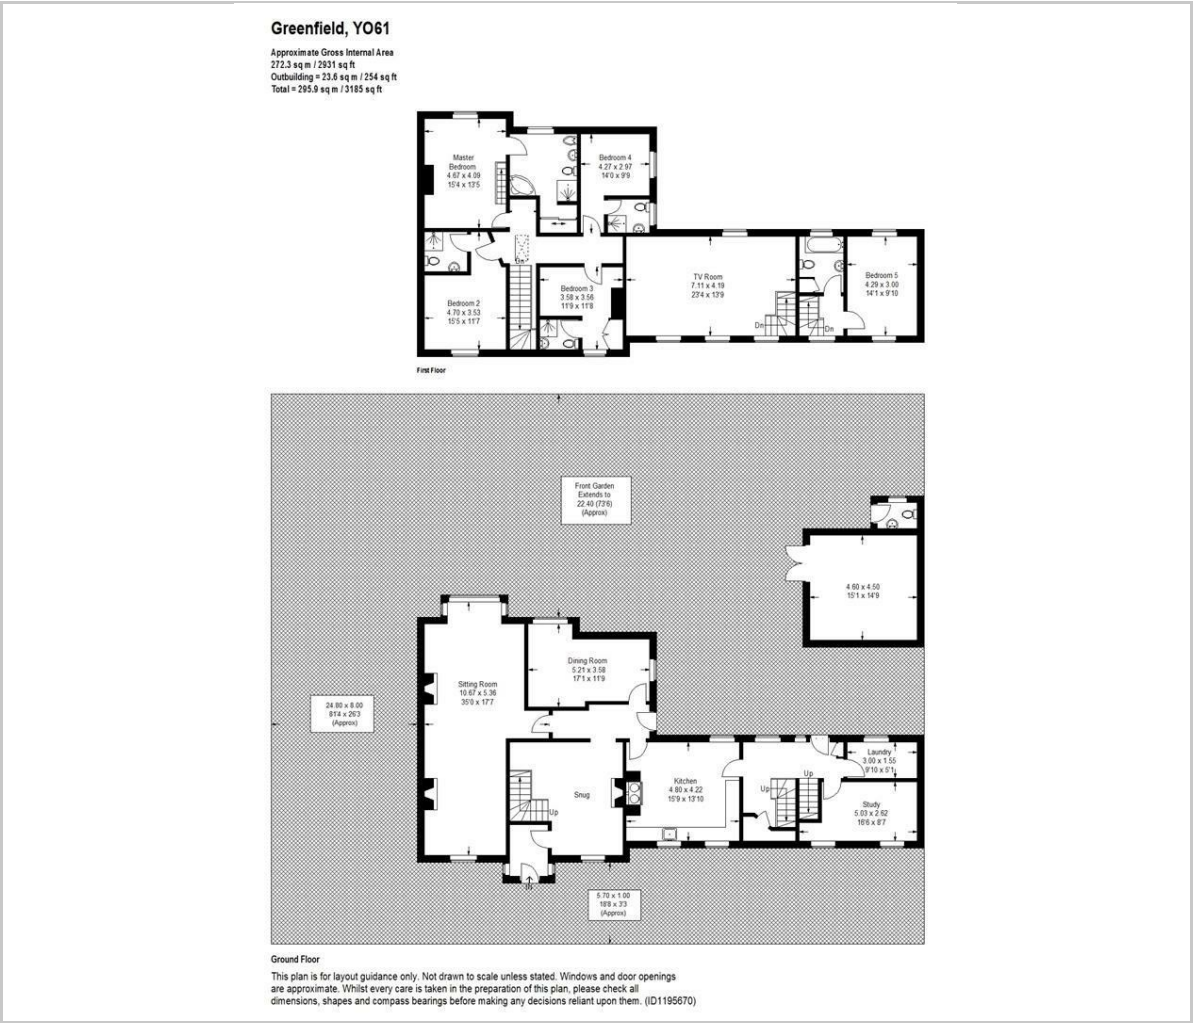 Greenfield, YO61
Approximate Gross Internal Area
272.3 sq m / 2931 sq ft
Outbuilding = 23.6 sq m / 254 sq ft
Total = 295.9 sq m / 3185 sq ft
Master
Bedroom
4.67 x 4.09
15'4 x 13'5
Bedroom 4
4.27 x 2.97
14'0 x 9'9
Dn
Bedroom 2
4.70 x 3.53
15'5 x 11'7
Bedroom 3
3.58 x 3.56
11'9 x 11'8
TV Room
7.11 x 4.19
23'4 x 13'9
Dn
Dn
Bedroom 5
4.29 x 3.00
14'1 x 9'10
First Floor
Front Garden
Extends to
22.40 (73'6)
(Approx)
4.60 x 4.50
15'1 x 14'9
24.80 x 8.00
81'4 x 26'3
(Approx)
Sitting Room
10.67 x 5.36
35'0 x 17'7
Dining Room
5.21 x 3.58
17'1 x 11'9
Snug
Up
Kitchen
4.80 x 4.22
15'9 x 13'10
Up
Up
Laundry
3.00 x 1.55
9'10 x 5'1
Study
5.03 x 2.62
16'6 x 8'7
IN
5.70 x 1.00
18'8 x 3'3
(Approx)
Ground Floor
This plan is for layout guidance only. Not drawn to scale unless stated. Windows and door openings
are approximate. Whilst every care is taken in the preparation of this plan, please check all
dimensions, shapes and compass bearings before making any decisions reliant upon them. (ID1195670)